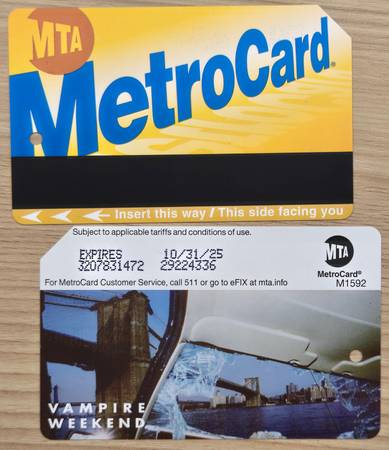 MTA
MetroCard®
Insert this way / This side facing you
Subject to applicable tariffs and conditions of use.
EXPIRES 10/31/25
3207831472 29224336
For MetroCard Customer Service, call 511 or go to eFIX at mta.info
MTA
MetroCard®
M1592
VAMPIRE
WEEKEND